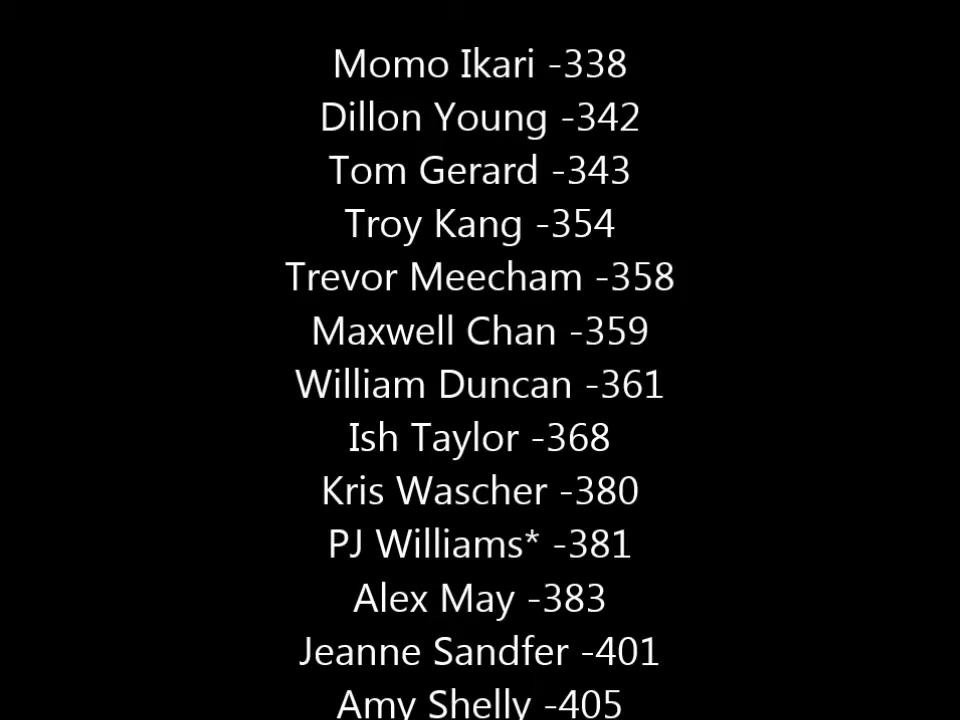 Momo Ikari -338
Dillon Young -342
Tom Gerard -343
Troy Kang -354
Trevor Meecham -358
Maxwell Chan -359
William Duncan -361
Ish Taylor -368
Kris Wascher -380
PJ Williams* -381
Alex May -383
Jeanne Sandfer -401
Amy Shelly -405